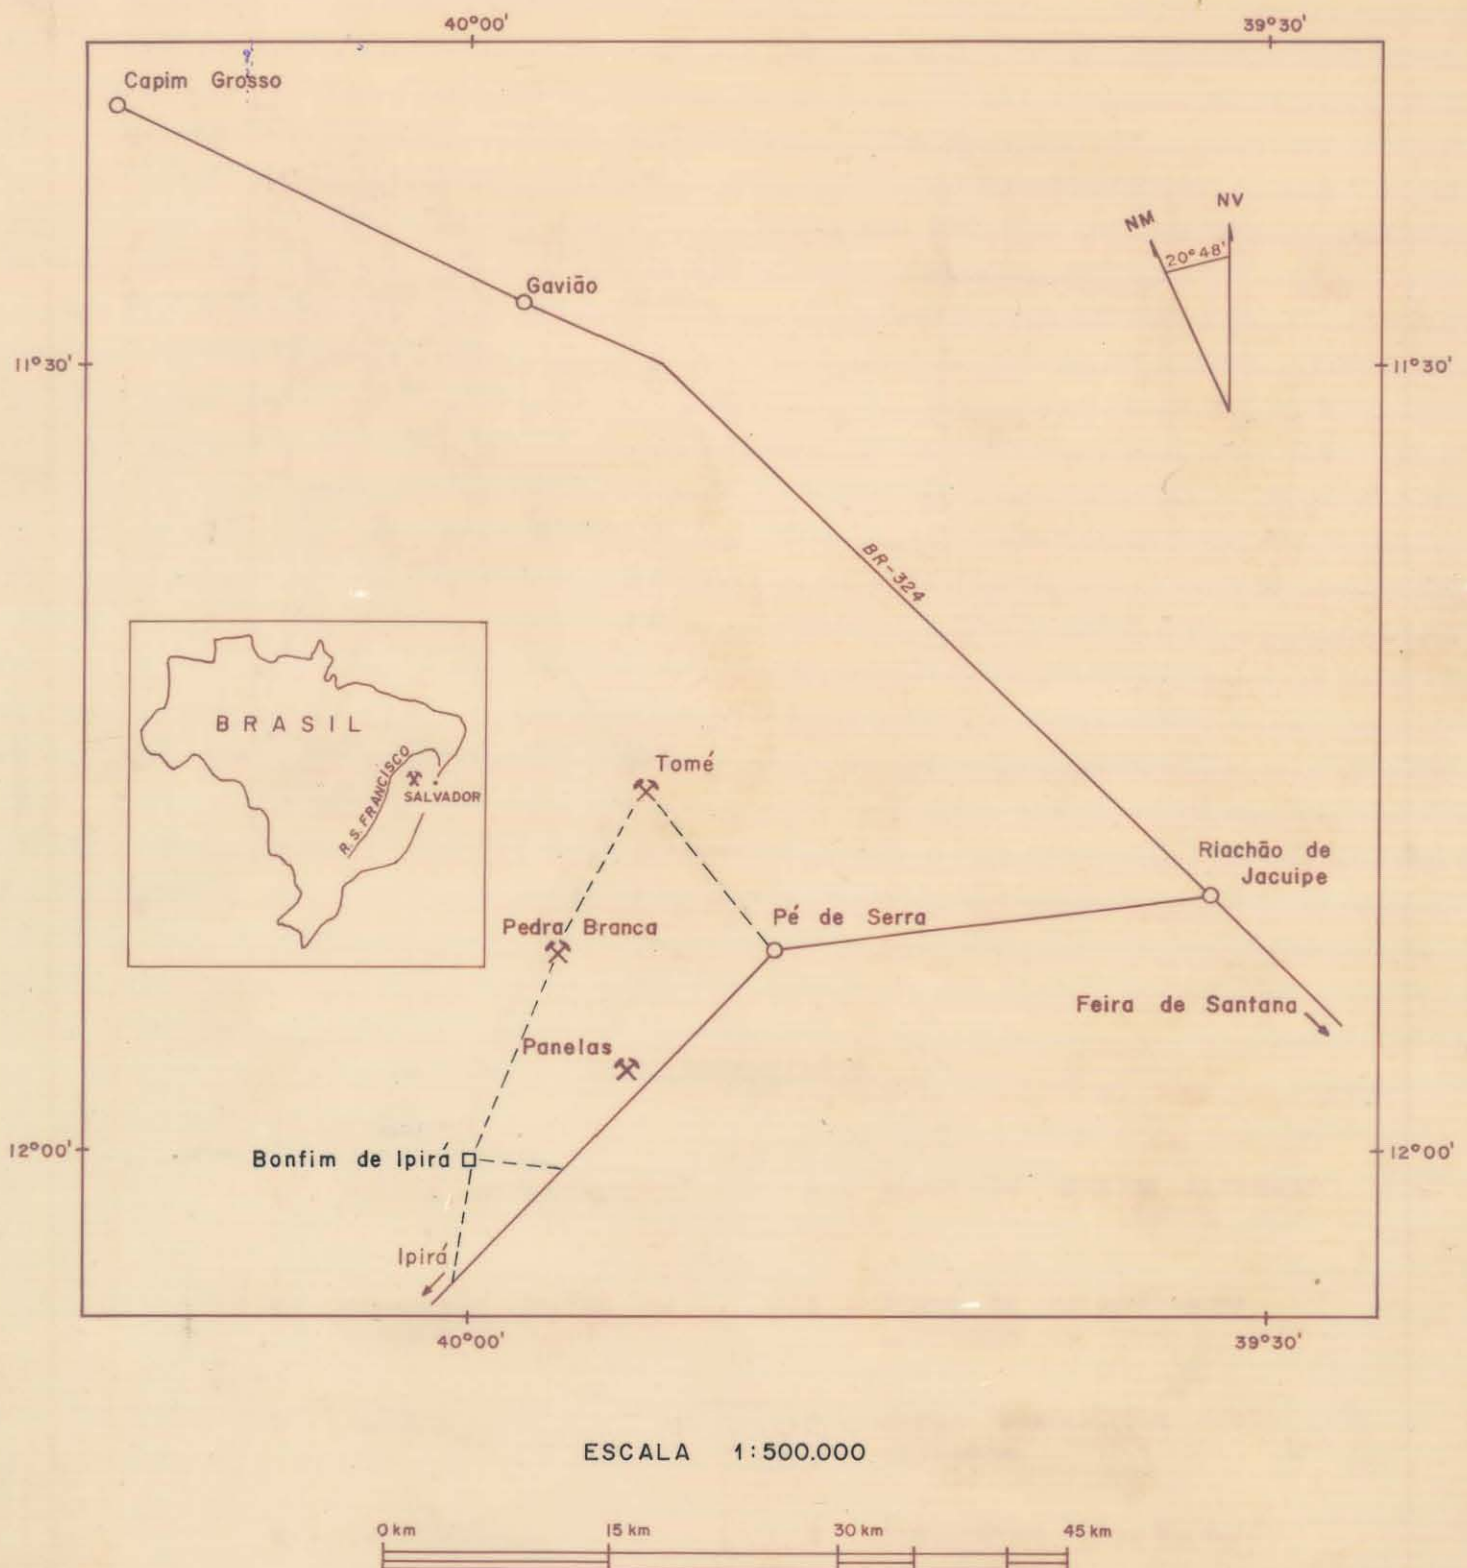 40°00'
39°30'
Capim Grosso
NM
NV
20°48'
Gavião
11°30'
11°30'
BR-324
BRASIL
R.S. FRANCISCO
SALVADOR
Tomé
Riachão de
Jacuipe
Pé de Serra
Pedra Branca
Feira de Santana
Panelas
12°00'
12°00'
Bonfim de Ipirá
Ipirá
40°00'
39°30'
ESCALA 1:500.000
0 km
15 km
30 km
45 km